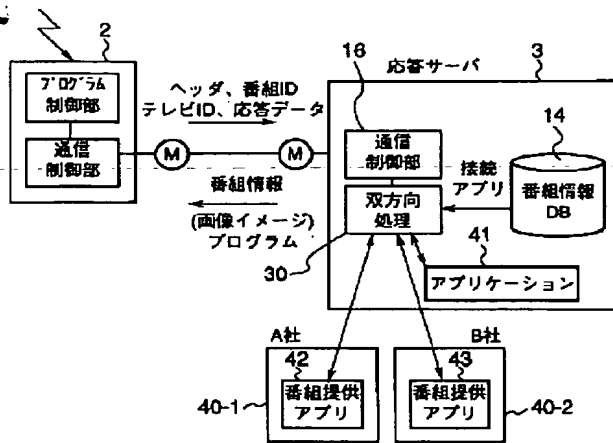 2
プログラム
制御部
通信
制御部
ヘッダ、番組ID
テレビID、応答データ
M
M
番組情報
(画像イメージ)
プログラム
応答サーバ
3
16
通信
制御部
双方向
処理
30
接続
アプリ
14
番組情報
DB
41
アプリケーション
A社
42
番組提供
アプリ
40-1
B社
43
番組提供
アプリ
40-2